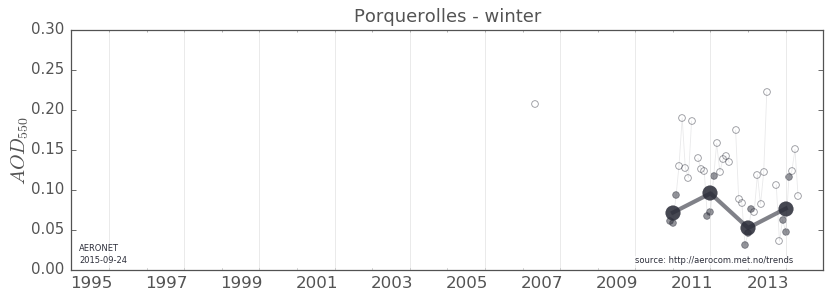 Porquerolles - winter
0.30
0.25
0.20
0.15
0.10
0.05
0.00
AOD550
AERONET
2015-09-24
source: http://aerocom.met.no/trends
1995 1997 1999 2001 2003 2005 2007 2009 2011 2013